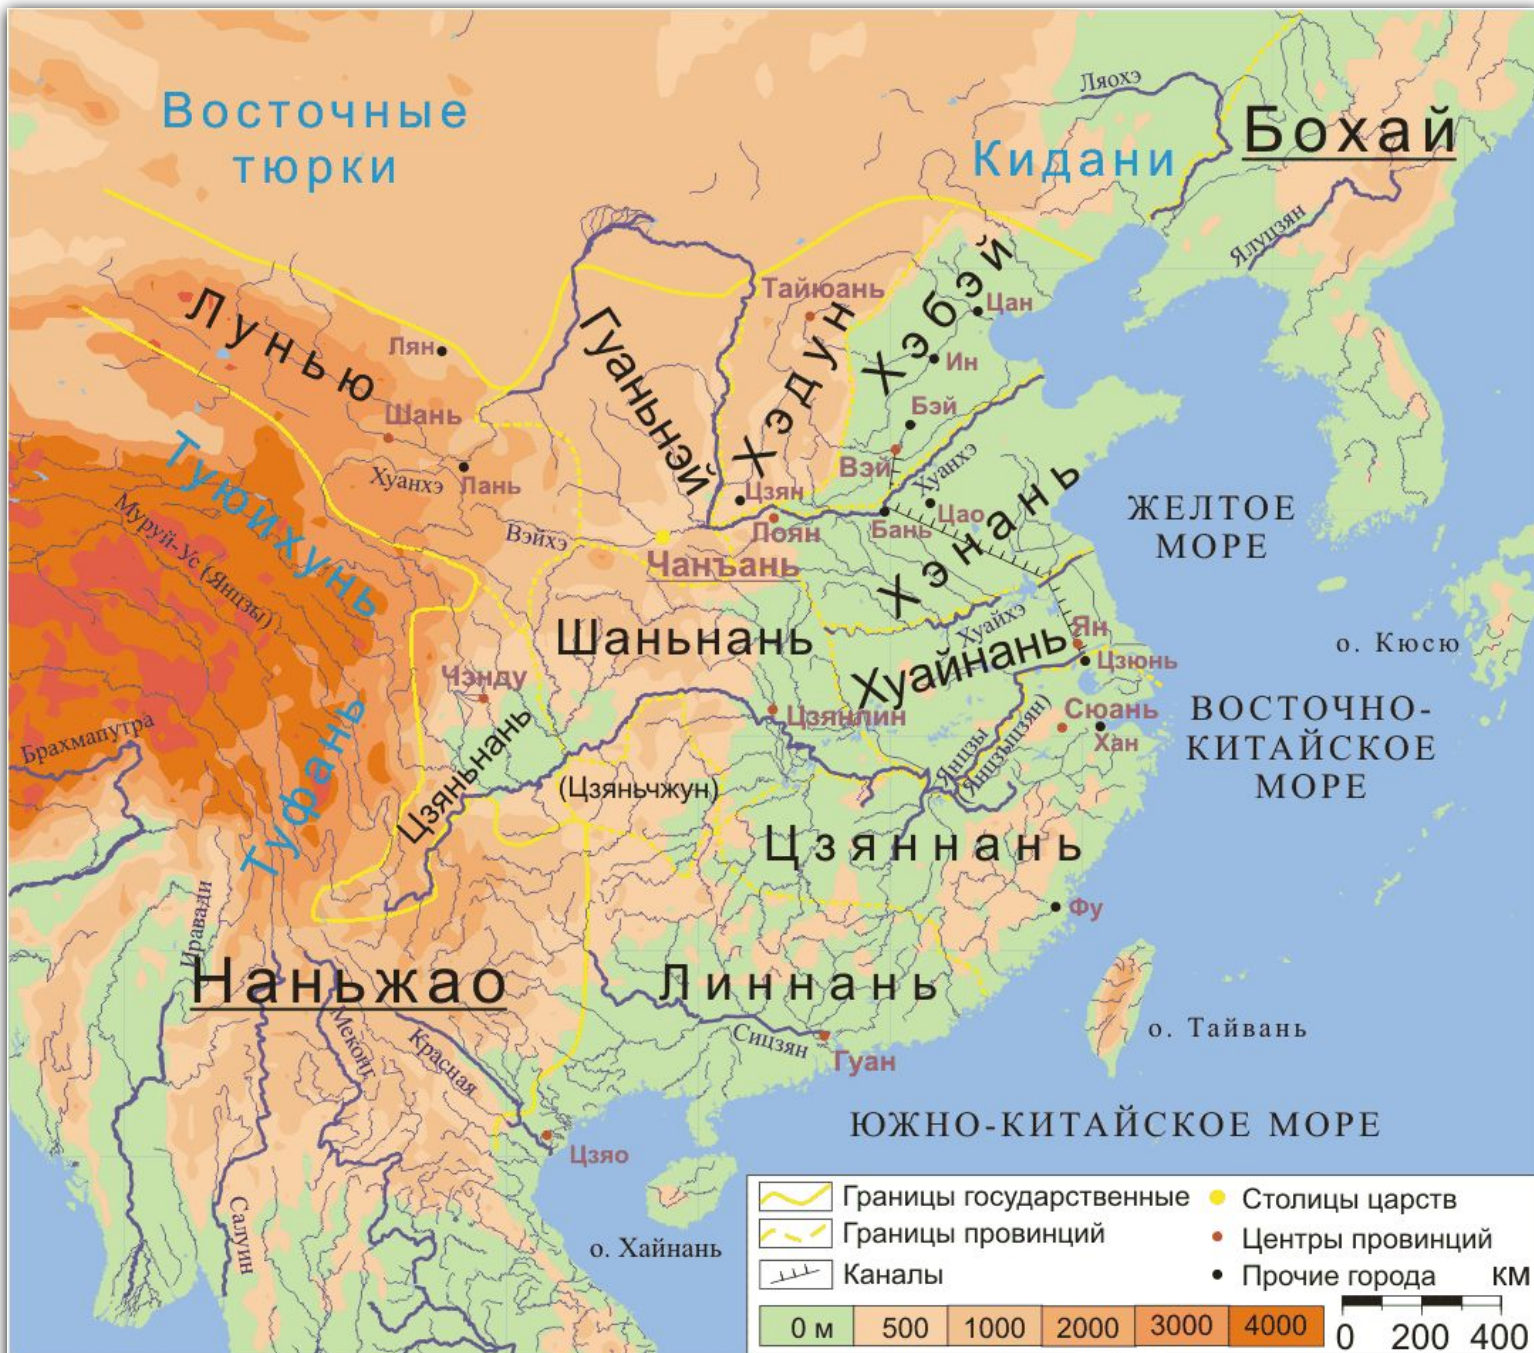 Восточные
тюрки
Ляохэ
Бохай
Кидани
Ялуцзян
Лунью
Лян
Гуаньнэй
Тайюань
Хэдун
Хэбэй
Цан
Ин
Бэй
Шань
Хуанхэ
Лань
Вэй
Хуанхэ
Цзян
Лоян
Бань
Цао
Хэнань
ЖЕЛТОЕ
МОРЕ
Туюйхунь
Муруй-Ус (Янцзы)
Вэйхэ
Чанъань
Шаньнань
Хуайхэ
Хуайнань
Ян
Цзюнь
о. Кюсю
Чэнду
Цзянлин
Сюань
Хан
Янцзы
(Янцзыцзян)
ВОСТОЧНО-
КИТАЙСКОЕ
МОРЕ
Брахмапутра
Туфань
Цзяньнань
(Цзяньчжун)
Цзяннань
Фу
Иравади
Наньжао
Линнань
Меконг
Красная
Сицзян
Гуан
о. Тайвань
Цзяо
ЮЖНО-КИТАЙСКОЕ МОРЕ
Салуин
о. Хайнань
Границы государственные
Столицы царств
Границы провинций
Центры провинций
Каналы
Прочие города
км
0 м 500 1000 2000 3000 4000
0 200 400